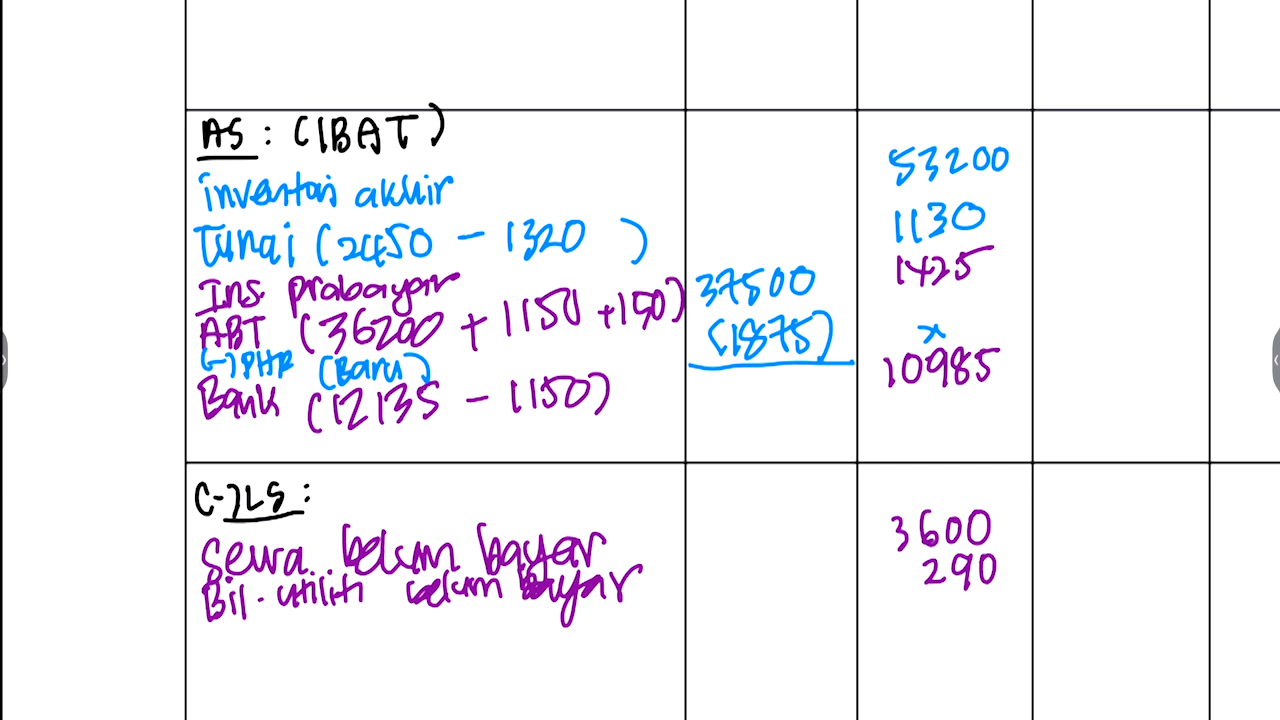 AS : (IBAT)
inventori akhir 53200
Tunai (2450 - 1320 ) 1130
Ins. prabayar 1425
ABT (36200 + 1150 + 150) 37500
(-) PHR (Baru) (1875) x
Bank (12135 - 1150) 10985
(-) LS :
Sewa belum bayar 3600
Bil. utiliti belum bayar 290